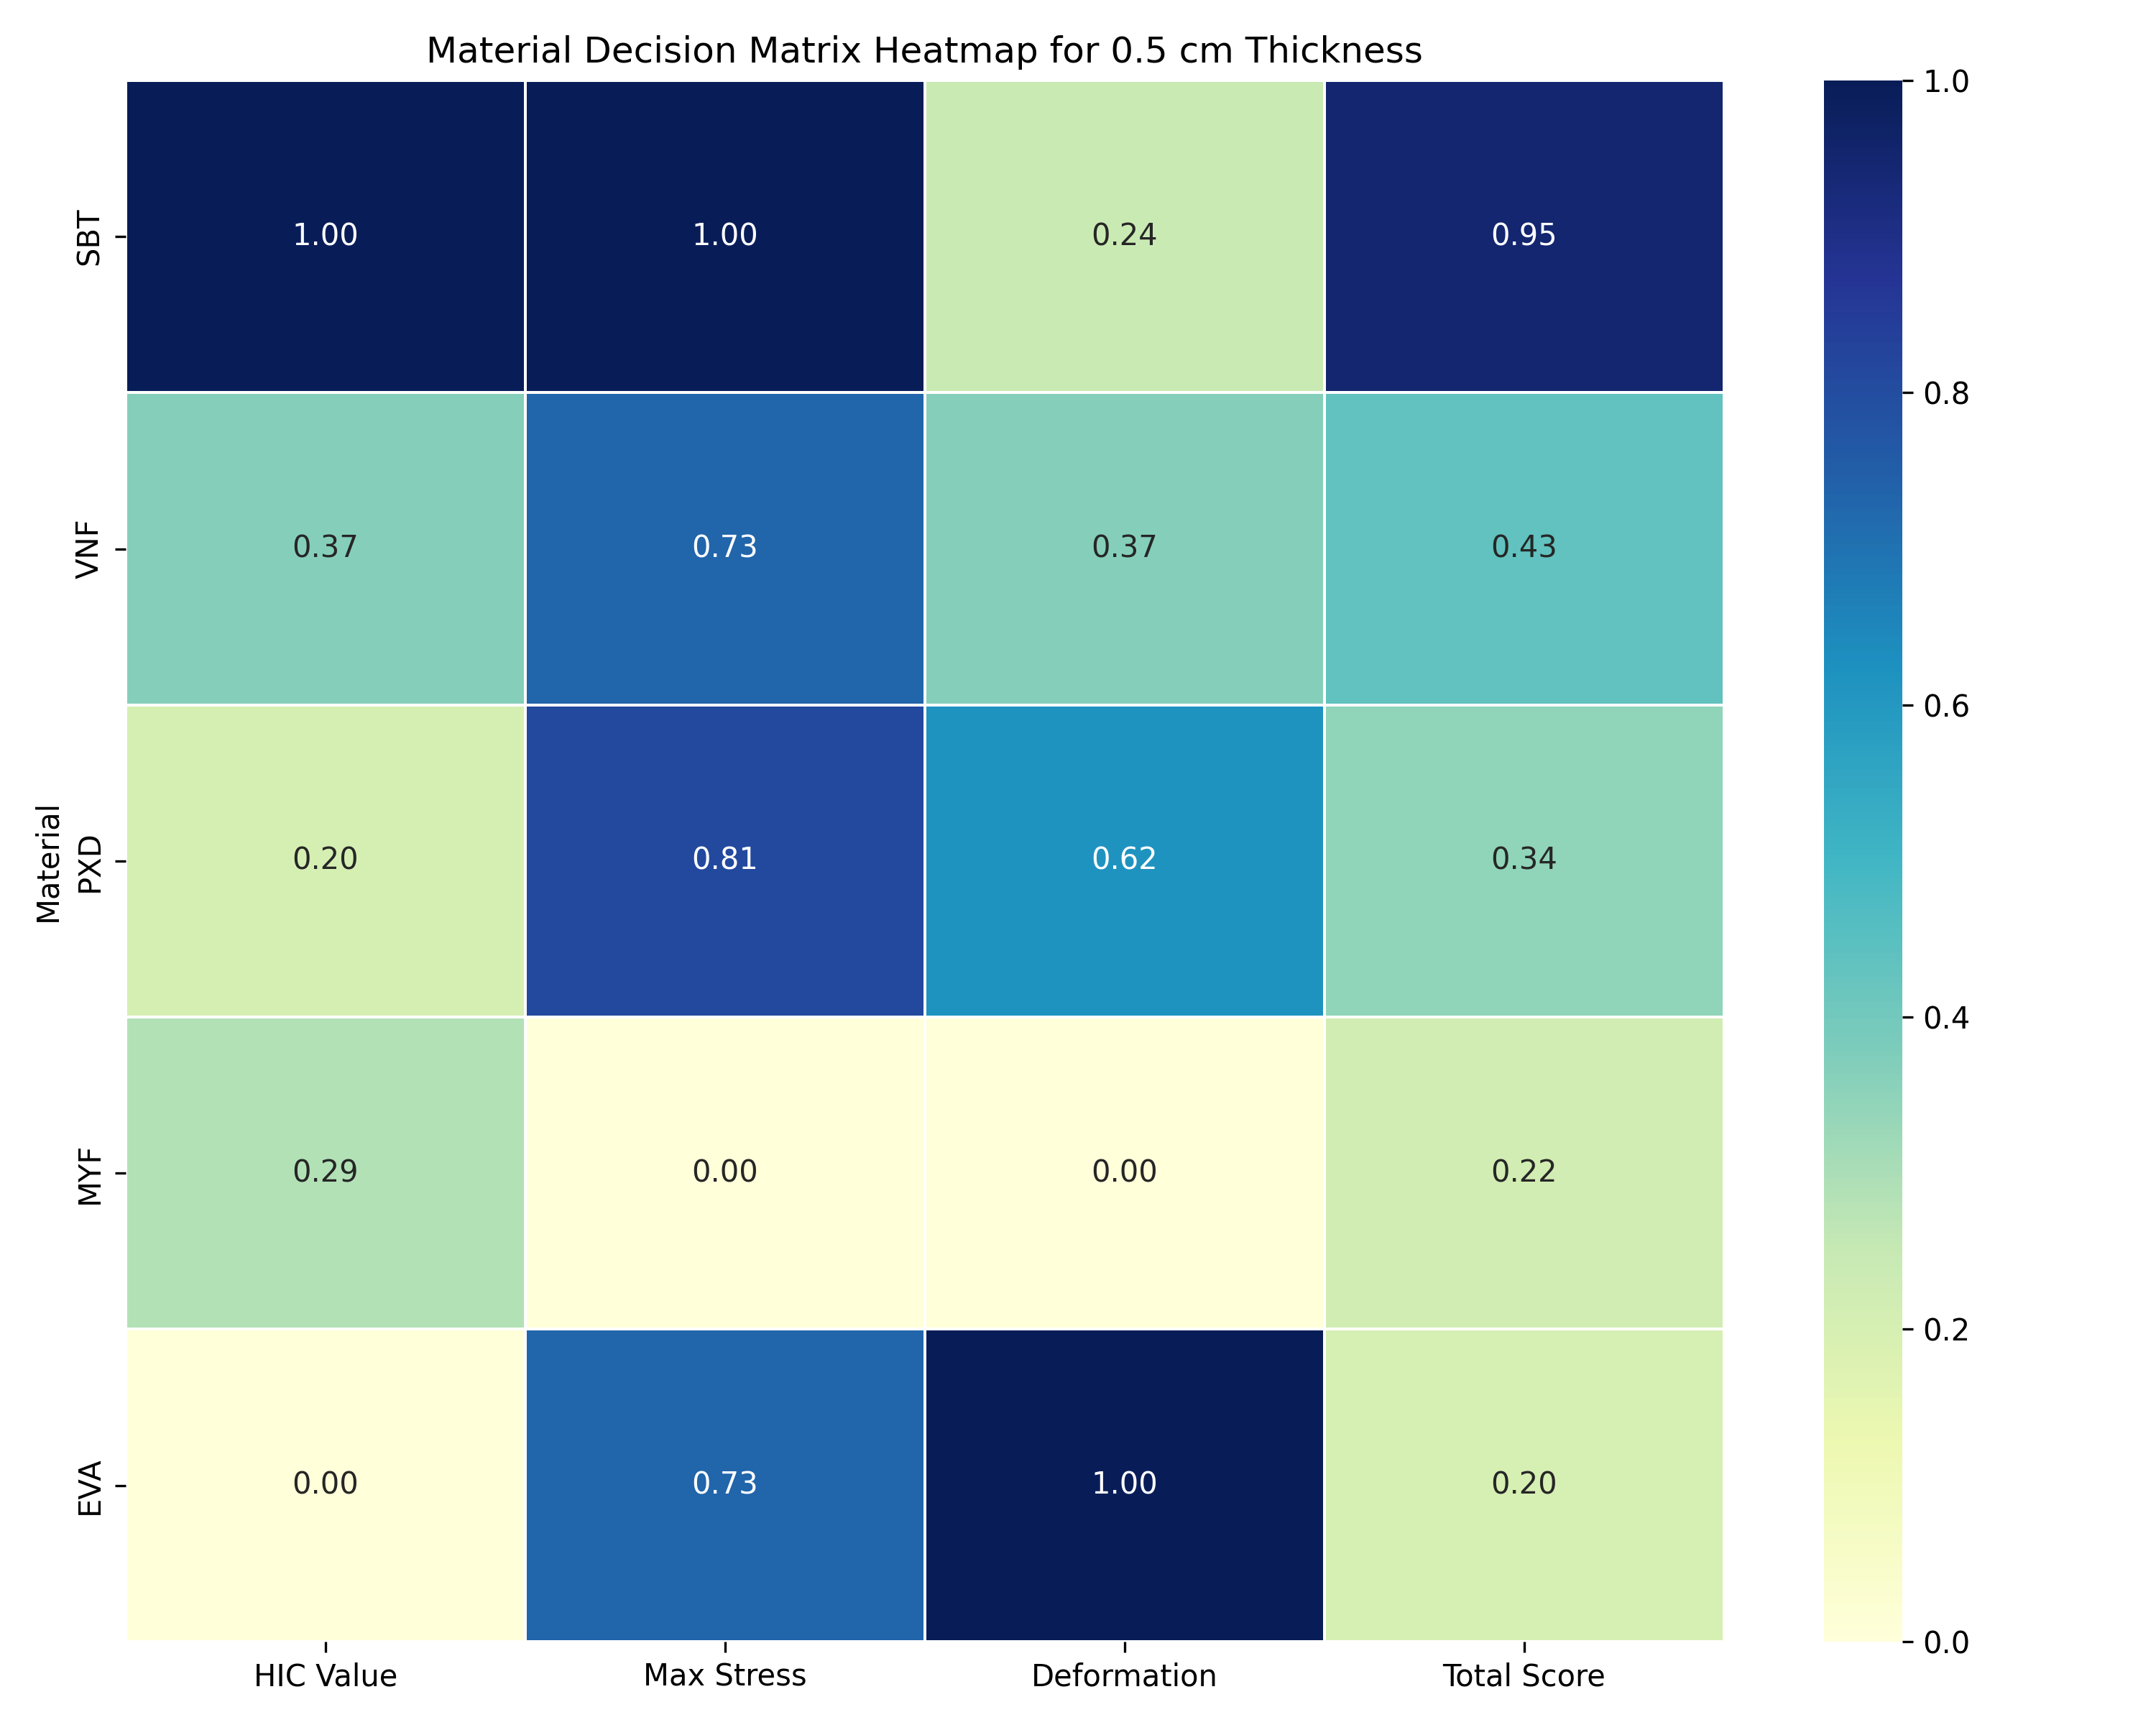 Material Decision Matrix Heatmap for 0.5 cm Thickness
Material
SBT
1.00
1.00
0.24
0.95
VNF
0.37
0.73
0.37
0.43
PXD
0.20
0.81
0.62
0.34
MYF
0.29
0.00
0.00
0.22
EVA
0.00
0.73
1.00
0.20
HIC Value
Max Stress
Deformation
Total Score
1.0
0.8
0.6
0.4
0.2
0.0